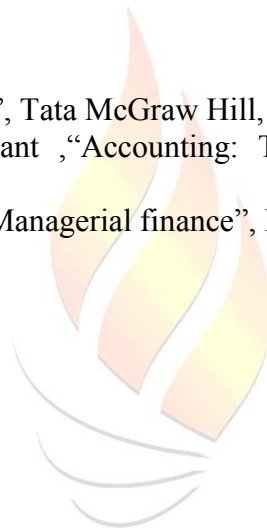 ”, Tata McGraw Hill,
ant ,“Accounting: T
Managerial finance”,